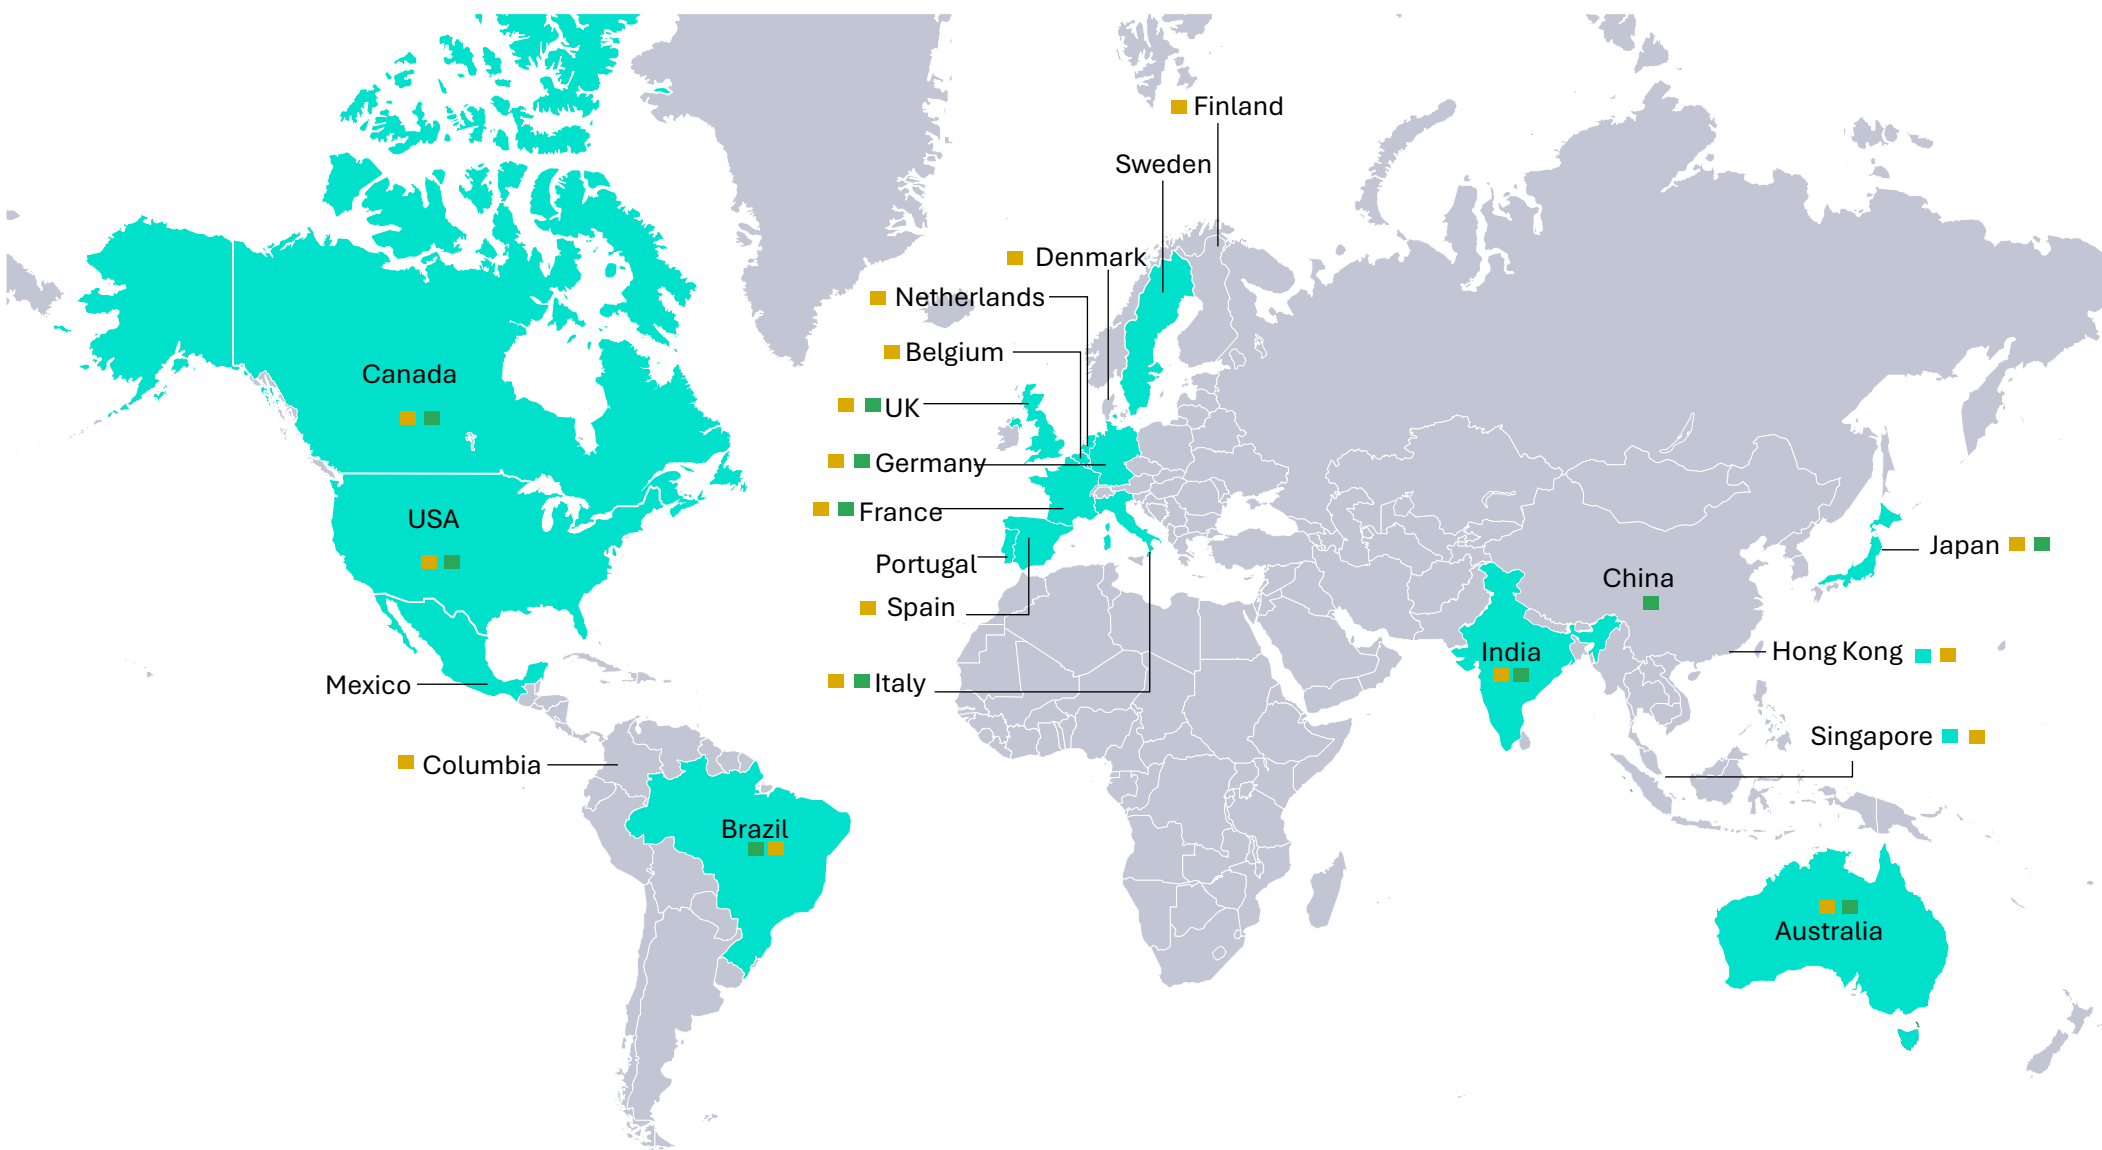 Finland
Sweden
Denmark
Netherlands
Belgium
Canada
UK
Germany
France
USA
Portugal
Japan
China
Spain
India
Hong Kong
Italy
Mexico
Singapore
Columbia
Brazil
Australia